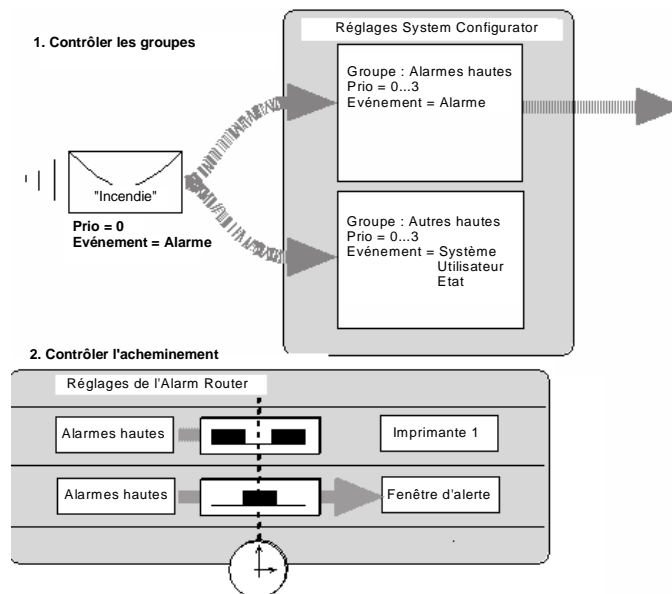 1. Contrôler les groupes
Réglages System Configurator
Groupe : Alarmes hautes
Prio = 0...3
Evénement = Alarme
"Incendie"
Prio = 0
Evénement = Alarme
Groupe : Autres hautes
Prio = 0...3
Evénement = Système
Utilisateur
Etat
2. Contrôler l'acheminement
Réglages de l'Alarm Router
Alarmes hautes
Imprimante 1
Alarmes hautes
Fenêtre d'alerte